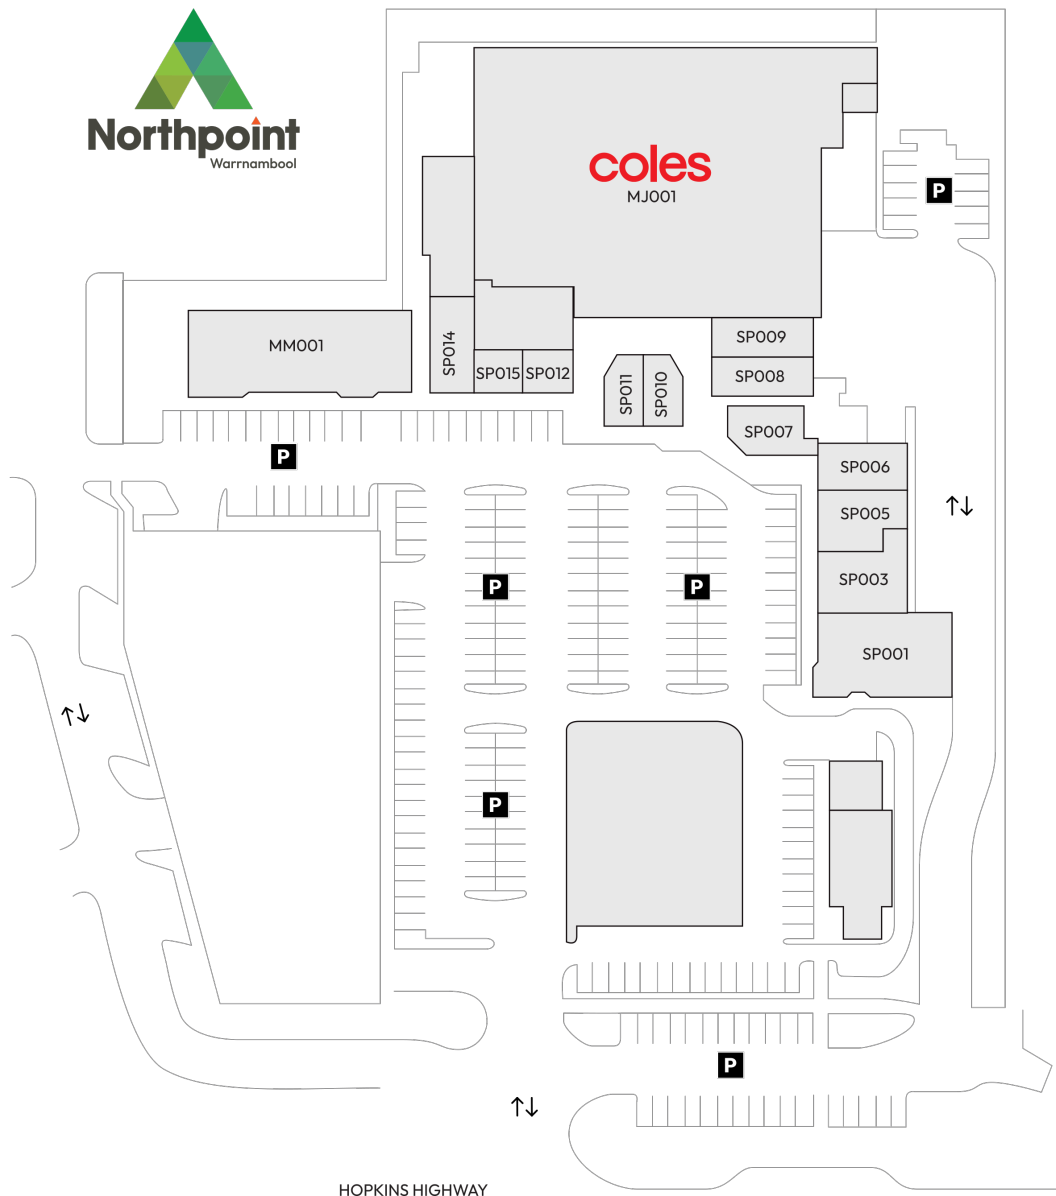 Northpoint
Warrnambool
coles
MJ001
P
SP009
MM001
SP014
SP015
SP012
SP011
SP010
SP008
SP007
P
SP006
SP005
P
P
SP003
SP001
P
P
HOPKINS HIGHWAY